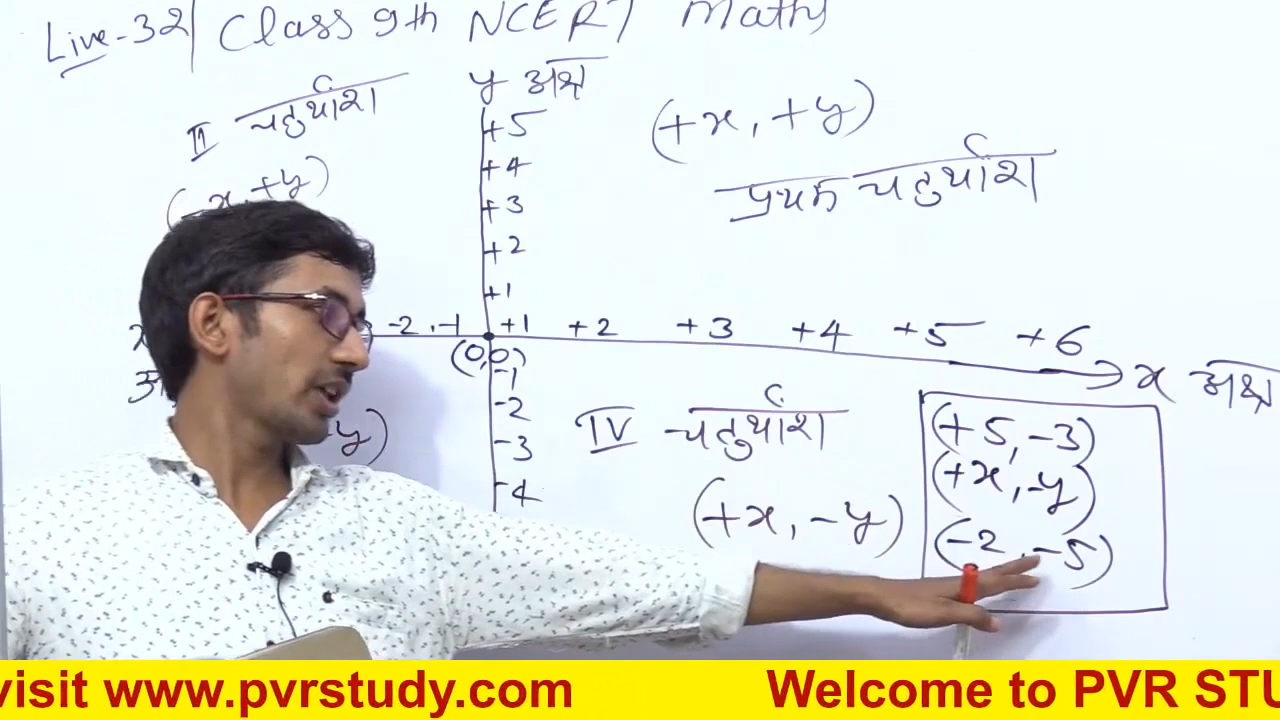 Live-32 | Class 9th NCERT Maths
II चतुर्थांश
(-x, +y)
y अक्ष
+5
+4
+3
+2
+1
(+x, +y)
प्रथम चतुर्थांश
-2, -1 +1 +2 +3 +4 +5 +6
(0,0)
x अक्ष
-1
-2
-3
-4
IV चतुर्थांश
(+x, -y)
(+5, -3)
(+x, -y)
(-2, -5)
visit www.pvrstudy.com Welcome to PVR STU